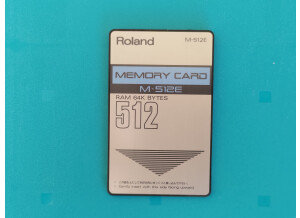 Roland M-512E
MEMORY CARD
M-512E
RAM 64K BYTES
512